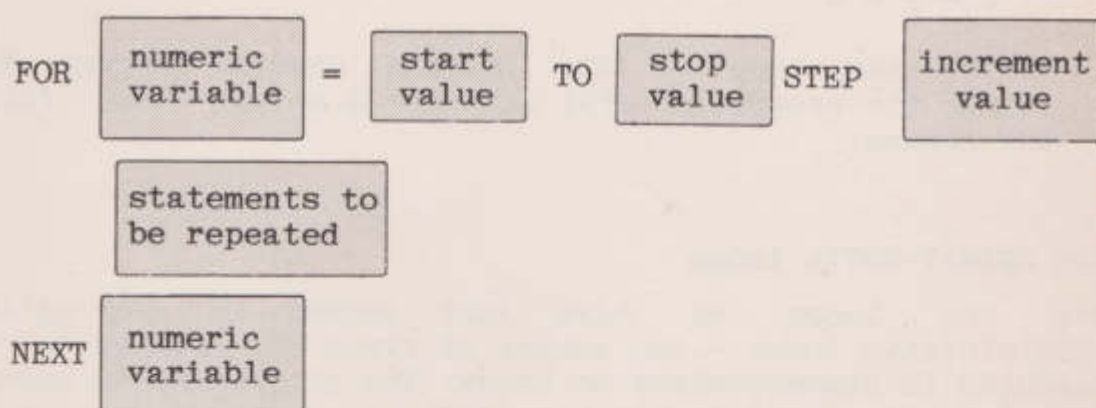 FOR numeric variable = start value TO stop value STEP increment value
statements to
be repeated
NEXT numeric variable